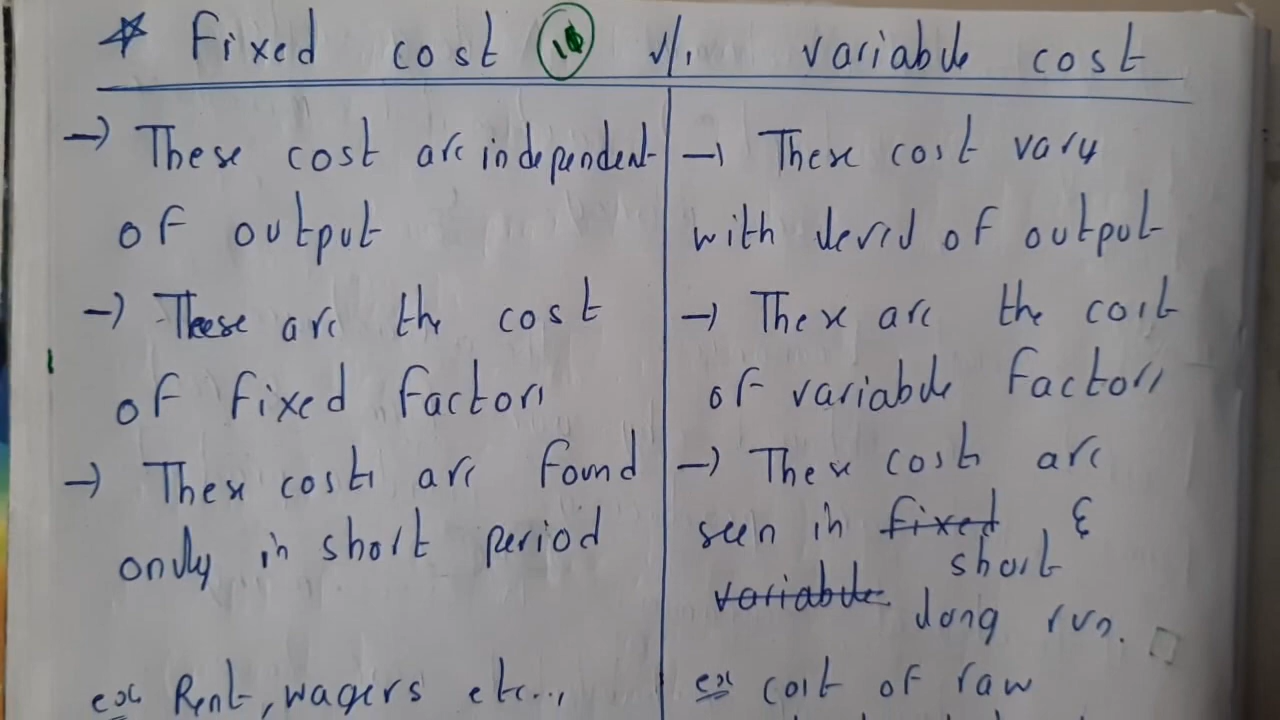 * Fixed cost 10 v/s variable cost
→ These cost are independent
of output
→ These are the cost
of fixed factors
→ These costs are found
only in short period
ex Rent, wagers etc...,
→ These cost vary
with level of output
→ These are the cost
of variable factors
→ These costs are
seen in fixed &
short
variable long run.
ex cost of raw